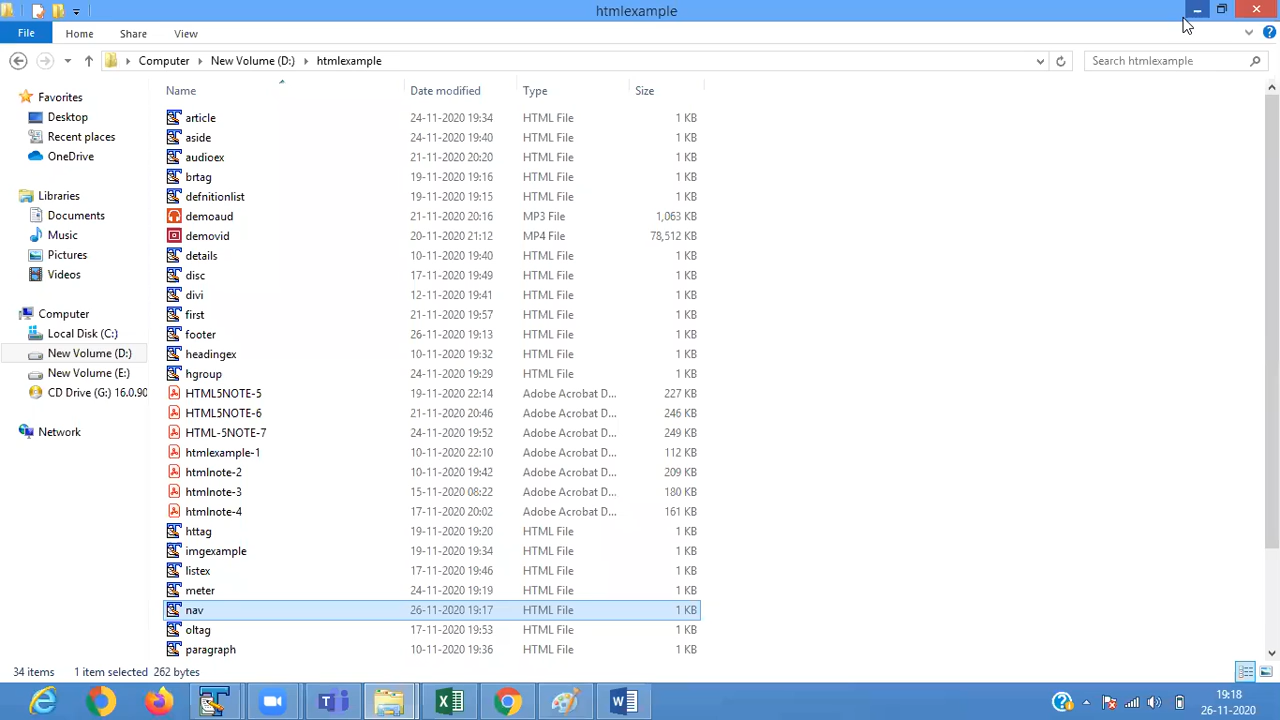 htmlexample
File Home Share View
Computer New Volume (D:) htmlexample Search htmlexample
Name Date modified Type Size
Favorites
Desktop
Recent places
OneDrive
Libraries
Documents
Music
Pictures
Videos
Computer
Local Disk (C:)
New Volume (D:)
New Volume (E:)
CD Drive (G:) 16.0.90
Network
article 24-11-2020 19:34 HTML File 1 KB
aside 24-11-2020 19:40 HTML File 1 KB
audioex 21-11-2020 20:20 HTML File 1 KB
brtag 19-11-2020 19:16 HTML File 1 KB
defnitionlist 19-11-2020 19:15 HTML File 1 KB
demoaud 21-11-2020 20:16 MP3 File 1,063 KB
demovid 20-11-2020 21:12 MP4 File 78,512 KB
details 10-11-2020 19:40 HTML File 1 KB
disc 17-11-2020 19:49 HTML File 1 KB
divi 12-11-2020 19:41 HTML File 1 KB
first 21-11-2020 19:57 HTML File 1 KB
footer 26-11-2020 19:13 HTML File 1 KB
headingex 10-11-2020 19:32 HTML File 1 KB
hgroup 24-11-2020 19:29 HTML File 1 KB
HTML5NOTE-5 19-11-2020 22:14 Adobe Acrobat D... 227 KB
HTML5NOTE-6 21-11-2020 20:46 Adobe Acrobat D... 246 KB
HTML-5NOTE-7 24-11-2020 19:52 Adobe Acrobat D... 249 KB
htmlexample-1 10-11-2020 22:10 Adobe Acrobat D... 112 KB
htmlnote-2 10-11-2020 19:42 Adobe Acrobat D... 209 KB
htmlnote-3 15-11-2020 08:22 Adobe Acrobat D... 180 KB
htmlnote-4 17-11-2020 20:02 Adobe Acrobat D... 161 KB
httag 19-11-2020 19:20 HTML File 1 KB
imgexample 19-11-2020 19:34 HTML File 1 KB
listex 17-11-2020 19:46 HTML File 1 KB
meter 24-11-2020 19:19 HTML File 1 KB
nav 26-11-2020 19:17 HTML File 1 KB
oltag 17-11-2020 19:53 HTML File 1 KB
paragraph 10-11-2020 19:36 HTML File 1 KB
34 items 1 item selected 262 bytes
19:18
26-11-2020